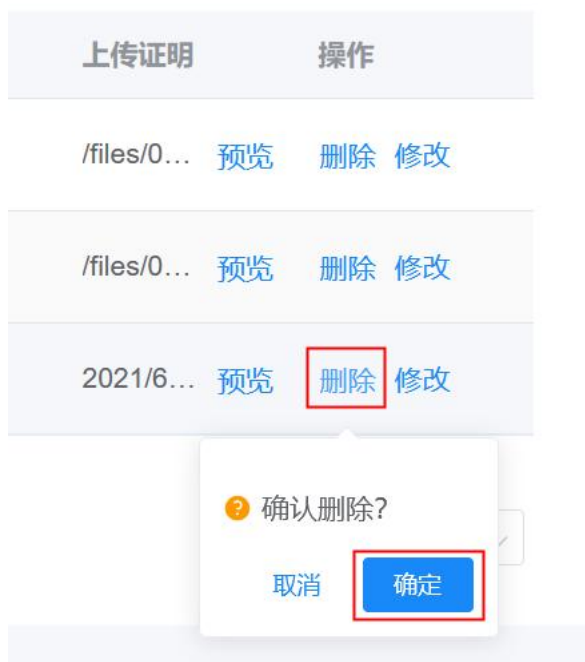 上传证明 操作
/files/0... 预览 删除 修改
/files/0... 预览 删除 修改
2021/6... 预览 删除 修改
确认删除?
取消 确定